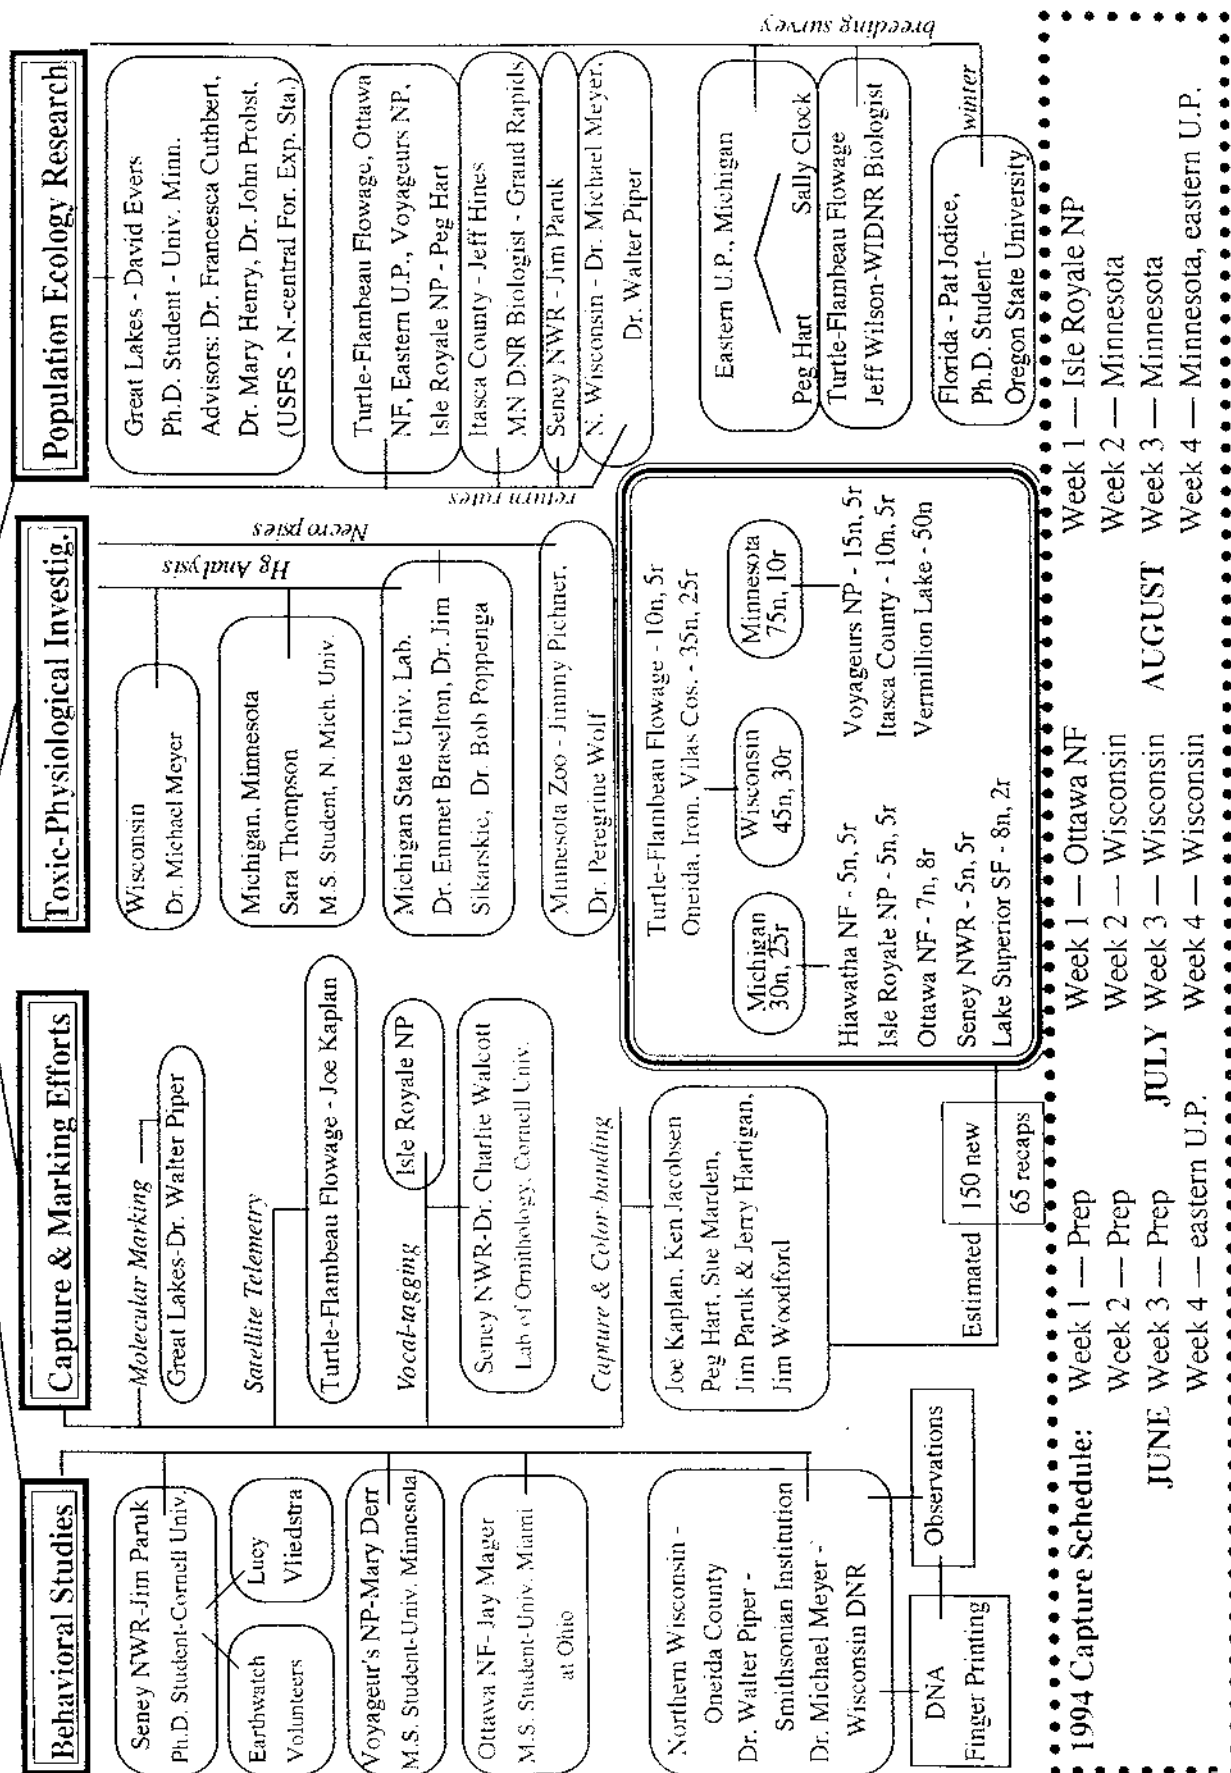 Behavioral Studies
Seney NWR-Jim Paruk
Ph.D. Student-Cornell Univ.
Earthwatch
Volunteers
Lucy
Vliedstra
Voyageur's NP-Mary Derr
M.S. Student-Univ. Minnesota
Ottawa NF- Jay Mager
M.S. Student-Univ. Miami
at Ohio
Northern Wisconsin -
Oneida County
Dr. Walter Piper -
Smithsonian Institution
Dr. Michael Meyer -
Wisconsin DNR
DNA
Finger Printing
Observations
Capture & Marking Efforts
Molecular Marking
Great Lakes-Dr. Walter Piper
Satellite Telemetry
Turtle-Flambeau Flowage - Joe Kaplan
Vocal-tagging
Isle Royale NP
Seney NWR-Dr. Charlie Walcott
Lab of Ornithology, Cornell Univ.
Capture & Color-banding
Joe Kaplan, Ken Jacobsen
Peg Hart, Sue Marden,
Jim Paruk & Jerry Hartigan,
Jim Woodford
Estimated 150 new
65 recaps
Toxic-Physiological Investig.
Hg Analysis
Necropsies
Wisconsin
Dr. Michael Meyer
Michigan, Minnesota
Sara Thompson
M.S. Student, N. Mich. Univ.
Michigan State Univ. Lab.
Dr. Emmet Braselton, Dr. Jim
Sikarskie, Dr. Bob Poppenga
Minnesota Zoo - Jimmy Pichner,
Dr. Peregrine Wolf
Turtle-Flambeau Flowage - 10n, 5r
Oneida, Iron, Vilas Cos. - 35n, 25r
Michigan
30n, 25r
Wisconsin
45n, 30r
Minnesota
75n, 10r
Hiawatha NF - 5n, 5r
Isle Royale NP - 5n, 5r
Ottawa NF - 7n, 8r
Seney NWR - 5n, 5r
Lake Superior SF - 8n, 2r
Voyageurs NP - 15n, 5r
Itasca County - 10n, 5r
Vermillion Lake - 50n
Population Ecology Research
Great Lakes - David Evers
Ph.D. Student - Univ. Minn.
Advisors: Dr. Francesca Cuthbert,
Dr. Mary Henry, Dr. John Probst,
(USFS - N.-central For. Exp. Sta.)
return rates
Turtle-Flambeau Flowage, Ottawa
NF, Eastern U.P., Voyageurs NP,
Isle Royale NP - Peg Hart
Itasca County - Jeff Hines
MN DNR Biologist - Grand Rapids
Seney NWR - Jim Paruk
N. Wisconsin - Dr. Michael Meyer,
Dr. Walter Piper
breeding survey
Eastern U.P., Michigan
Peg Hart Sally Clock
Turtle-Flambeau Flowage
Jeff Wilson-WIDNR Biologist
winter
Florida - Pat Jodice,
Ph.D. Student-
Oregon State University
1994 Capture Schedule:
JUNE
Week 1 — Prep
Week 2 — Prep
Week 3 — Prep
Week 4 — eastern U.P.
JULY
Week 1 — Ottawa NF
Week 2 — Wisconsin
Week 3 — Wisconsin
Week 4 — Wisconsin
AUGUST
Week 1 — Isle Royale NP
Week 2 — Minnesota
Week 3 — Minnesota
Week 4 — Minnesota, eastern U.P.